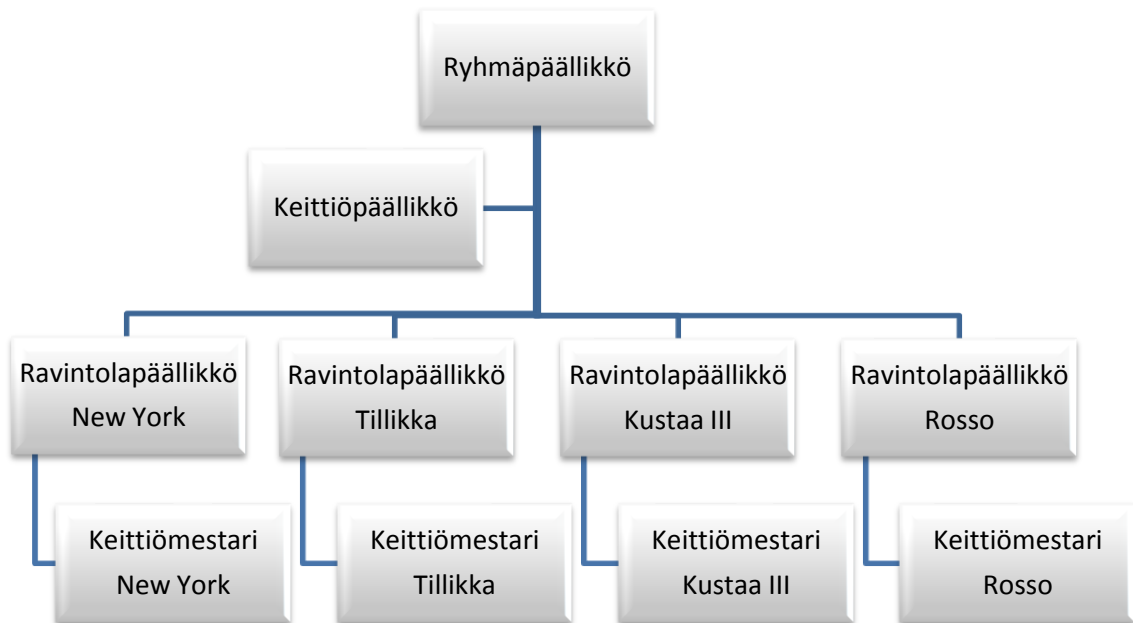 Ryhmäpäällikkö
Keittiöpäällikkö
Ravintolapäällikkö
New York
Ravintolapäällikkö
Tillikka
Ravintolapäällikkö
Kustaa III
Ravintolapäällikkö
Rosso
Keittiömestari
New York
Keittiömestari
Tillikka
Keittiömestari
Kustaa III
Keittiömestari
Rosso